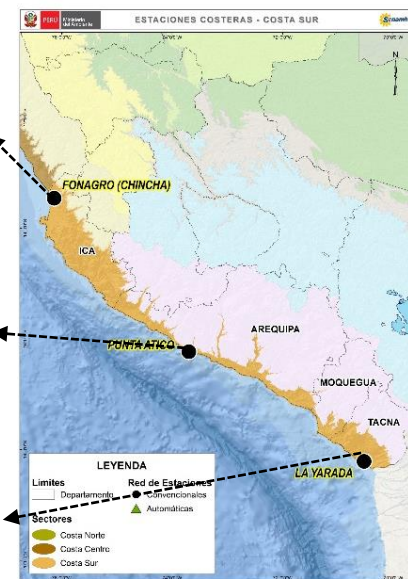 PERÚ Ministerio del Ambiente
ESTACIONES COSTERAS - COSTA SUR
N
FONAGRO (CHINCHA)
ICA
AREQUIPA
PUNTA ATICO
MOQUEGUA
TACNA
LA YARADA
LEYENDA
Limites
Departamento
Red de Estaciones
Convencionales
Automáticas
Sectores
Costa Norte
Costa Centro
Costa Sur